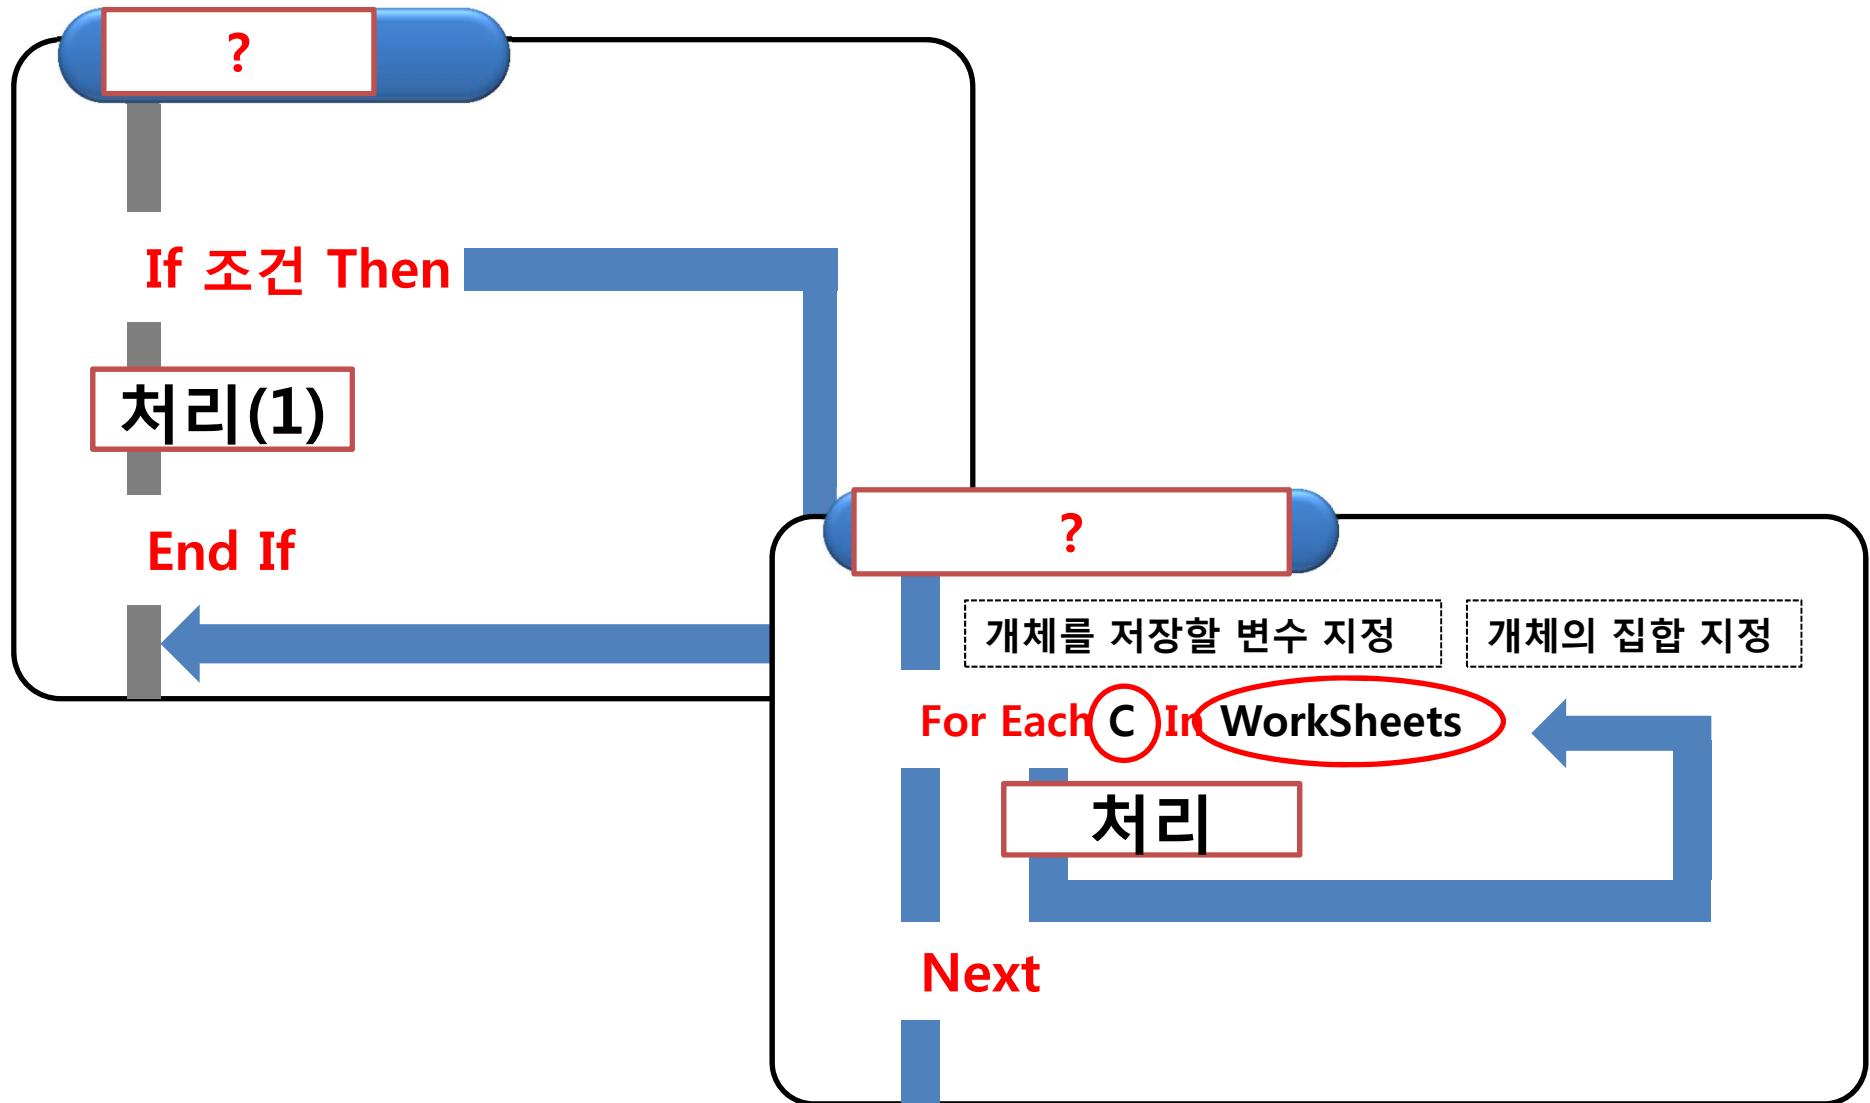 ?
If 조건 Then
처리(1)
End If
?
개체를 저장할 변수 지정
개체의 집합 지정
For Each C In WorkSheets
처리
Next